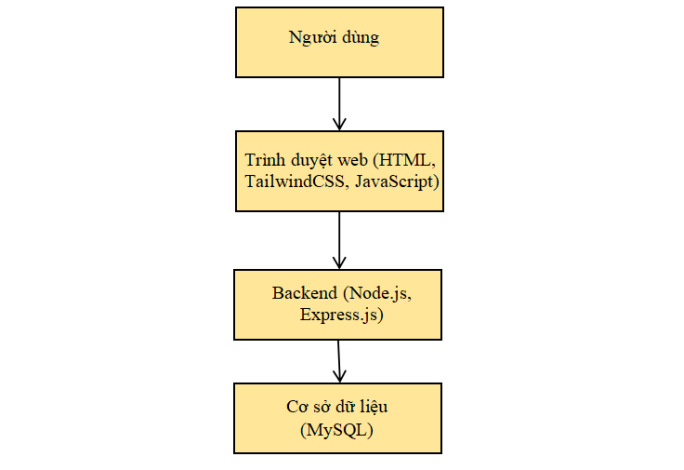 Người dùng
Trình duyệt web (HTML,
TailwindCSS, JavaScript)
Backend (Node.js,
Express.js)
Cơ sở dữ liệu
(MySQL)